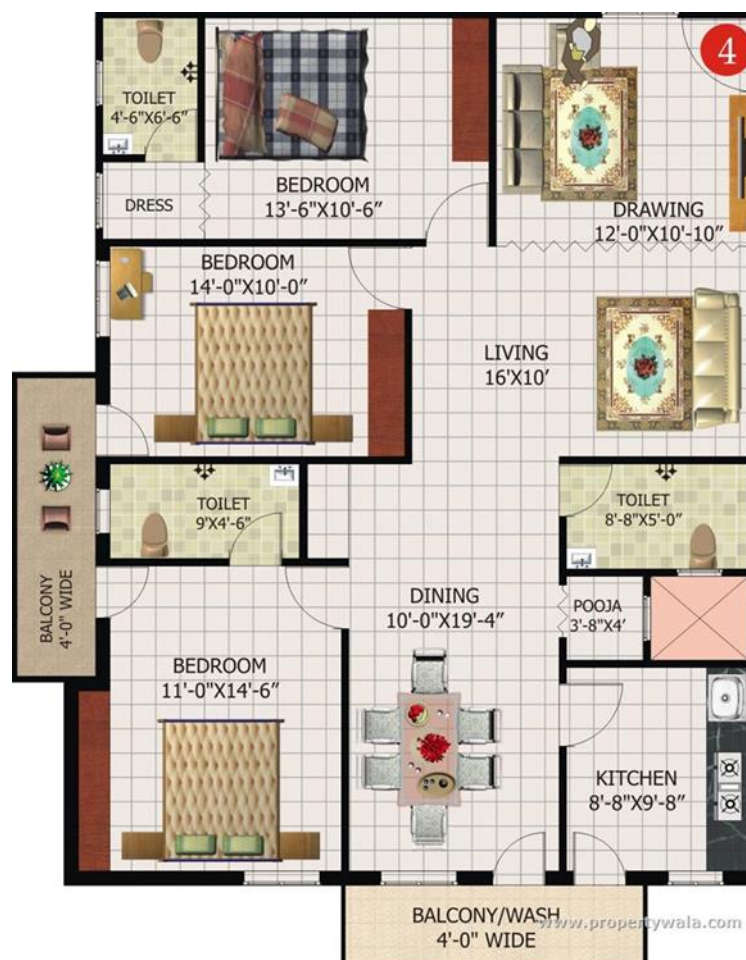 4
TOILET
4'-6"X6'-6"
DRESS
BEDROOM
13'-6"X10'-6"
DRAWING
12'-0"X10'-10"
BEDROOM
14'-0"X10'-0"
LIVING
16'X10'
TOILET
9'X4'-6"
TOILET
8'-8"X5'-0"
BALCONY
4'-0" WIDE
DINING
10'-0"X19'-4"
POOJA
3'-8"X4'
BEDROOM
11'-0"X14'-6"
KITCHEN
8'-8"X9'-8"
BALCONY/WASH
4'-0" WIDE
www.propertywala.com